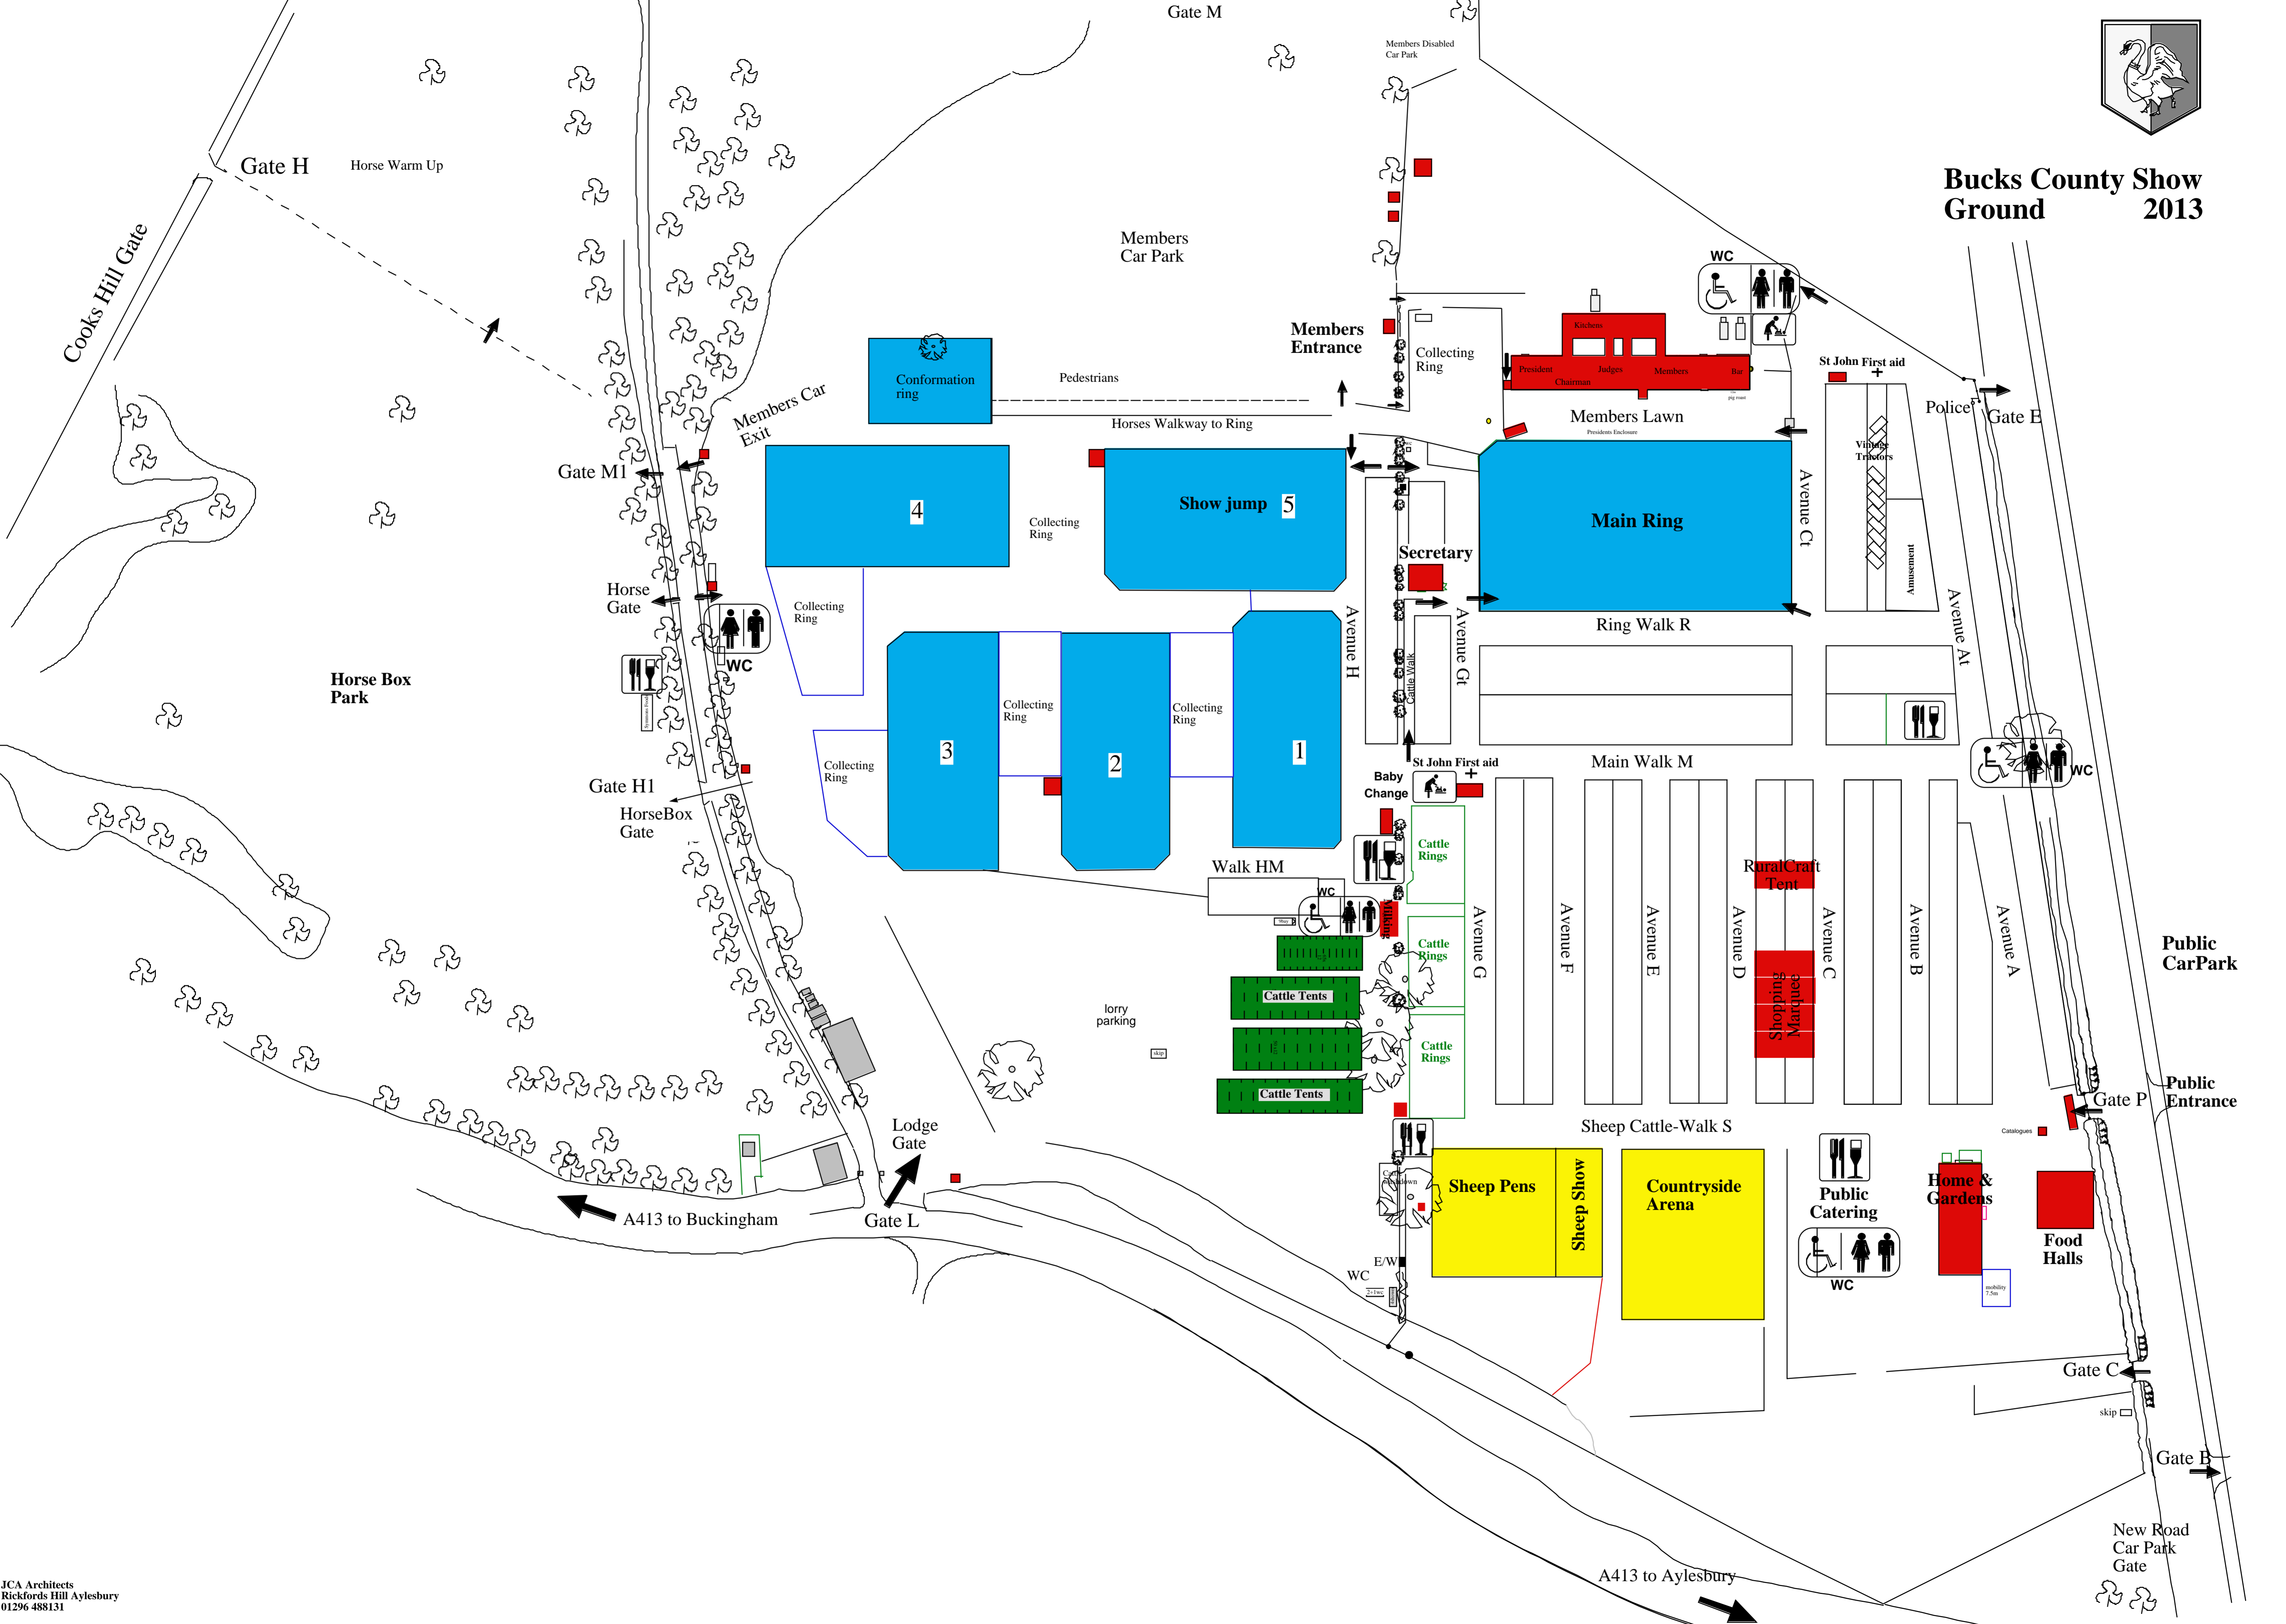 Gate M
Members Disabled
Car Park
Bucks County Show
Ground 2013
Gate H
Horse Warm Up
Cooks Hill Gate
Members
Car Park
WC
Members
Entrance
Collecting
Ring
Kitchens
President
Judges
Members
Bar
Chairman
pig roast
St John First aid
Conformation
ring
Pedestrians
Members Car
Exit
Horses Walkway to Ring
Members Lawn
Presidents Enclosure
Police
Gate E
Vintage
Tractors
Gate M1
4
Show jump 5
Main Ring
Avenue Ct
Collecting
Ring
Secretary
Amusement
Horse
Gate
Collecting
Ring
WC
Avenue H
Cattle Walk
Avenue Gt
Ring Walk R
Avenue At
Horse Box
Park
Collecting
Ring
Collecting
Ring
3
2
1
Collecting
Ring
Main Walk M
WC
Gate H1
HorseBox
Gate
St John First aid
Baby
Change
Cattle
Rings
Walk HM
WC
Milking
RuralCraft
Tent
Cattle
Rings
Avenue G
Avenue F
Avenue E
Avenue D
Avenue C
Avenue B
Avenue A
Public
CarPark
Cattle Tents
Shopping
Marquee
lorry
parking
skip
Cattle
Rings
Cattle Tents
Public
Entrance
Gate P
Catalogues
Lodge
Gate
Sheep Cattle-Walk S
Sheep Pens
Sheep Show
Countryside
Arena
Public
Catering
WC
Home &
Gardens
Food
Halls
mobility
7.5m
A413 to Buckingham
Gate L
E/W
WC
2+1wc
Gate C
skip
Gate B
New Road
Car Park
Gate
A413 to Aylesbury
JCA Architects
Rickfords Hill Aylesbury
01296 488131